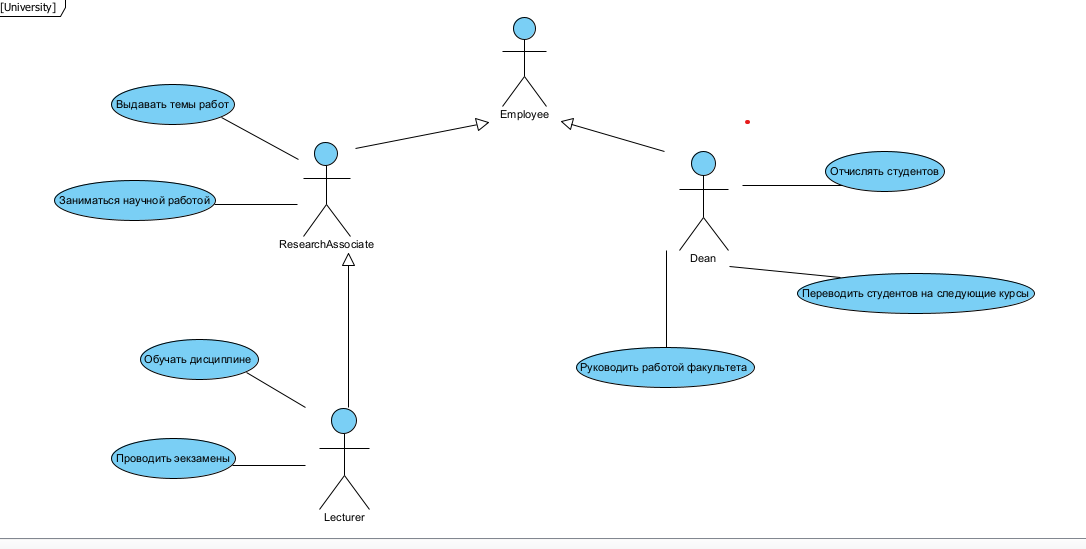 [University]
Employee
Выдавать темы работ
Отчислять студентов
Заниматься научной работой
ResearchAssociate
Dean
Переводить студентов на следующие курсы
Обучать дисциплине
Руководить работой факультета
Проводить эекзамены
Lecturer